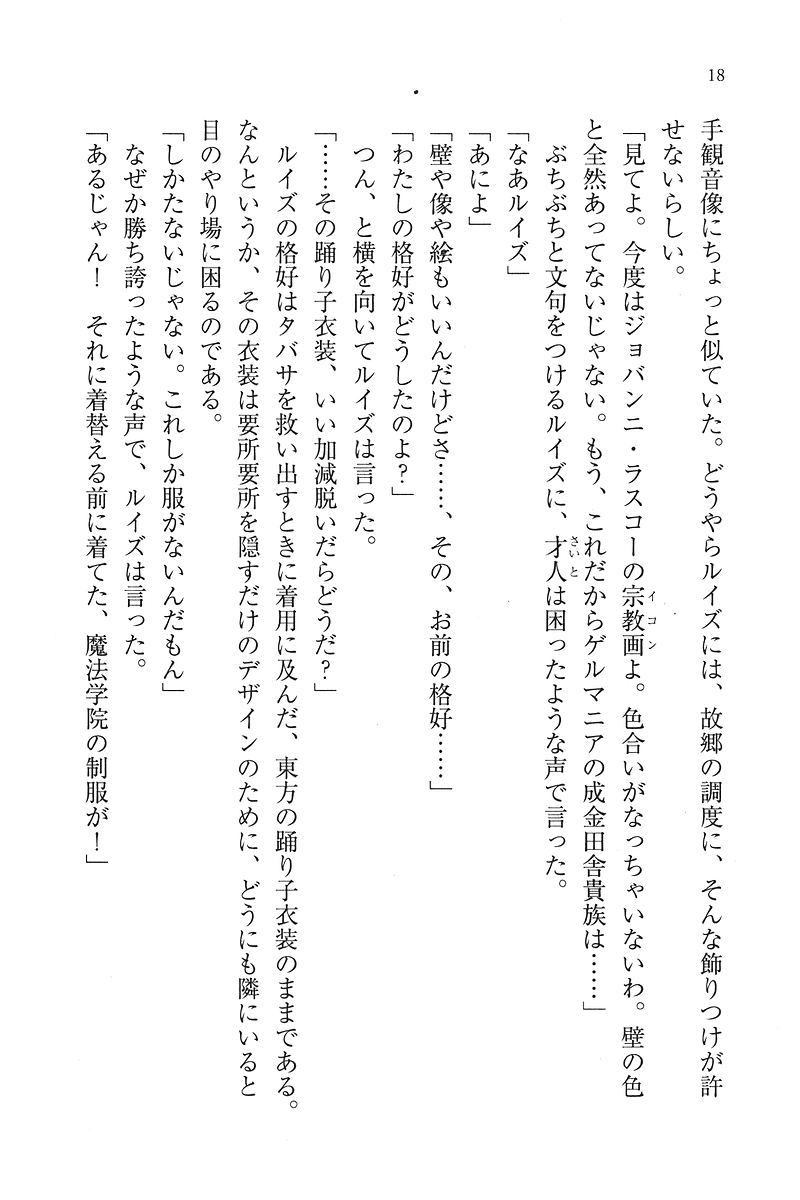 18
手観音像にちょっと似ていた。どうやらルイズには、故郷の調度に、そんな飾りつけが許
せないらしい。
「見てよ。今度はジョバンニ・ラスコーの宗教画よ。色合いがなっちゃいないわ。壁の色
イコン
と全然あってないじゃない。もう、これだからゲルマニアの成金田舎貴族は……」
ぶちぶちと文句をつけるルイズに、才人は困ったような声で言った。
さいと
「なあルイズ」
「あによ」
「壁や像や絵もいいんだけどさ……、その、お前の格好……」
「わたしの格好がどうしたのよ？」
つん、と横を向いてルイズは言った。
「……その踊り子衣装、いい加減脱いだらどうだ？」
ルイズの格好はタバサを救い出すときに着用に及んだ、東方の踊り子衣装のままである。
なんというか、その衣装は要所要所を隠すだけのデザインのために、どうにも隣にいると
目のやり場に困るのである。
「しかたないじゃない。これしか服がないんだもん」
なぜか勝ち誇ったような声で、ルイズは言った。
「あるじゃん！　それに着替える前に着てた、魔法学院の制服が！」